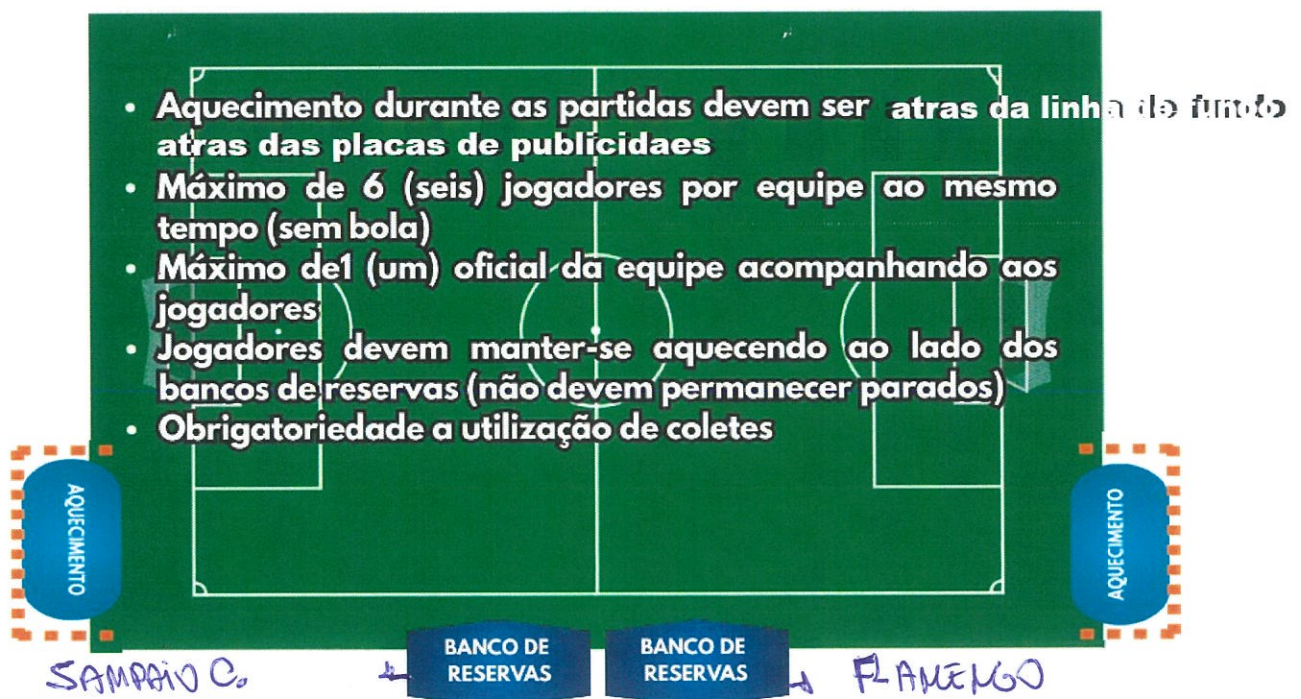 • Aquecimento durante as partidas devem ser atras da linha de fundo
atras das placas de publicidaes
• Máximo de 6 (seis) jogadores por equipe ao mesmo
tempo (sem bola)
• Máximo de1 (um) oficial da equipe acompanhando aos
jogadores
• Jogadores devem manter-se aquecendo ao lado dos
bancos de reservas (não devem permanecer parados)
• Obrigatoriedade a utilização de coletes
AQUECIMENTO
AQUECIMENTO
BANCO DE
RESERVAS
BANCO DE
RESERVAS
SAMPAIO C.
FLAMENGO